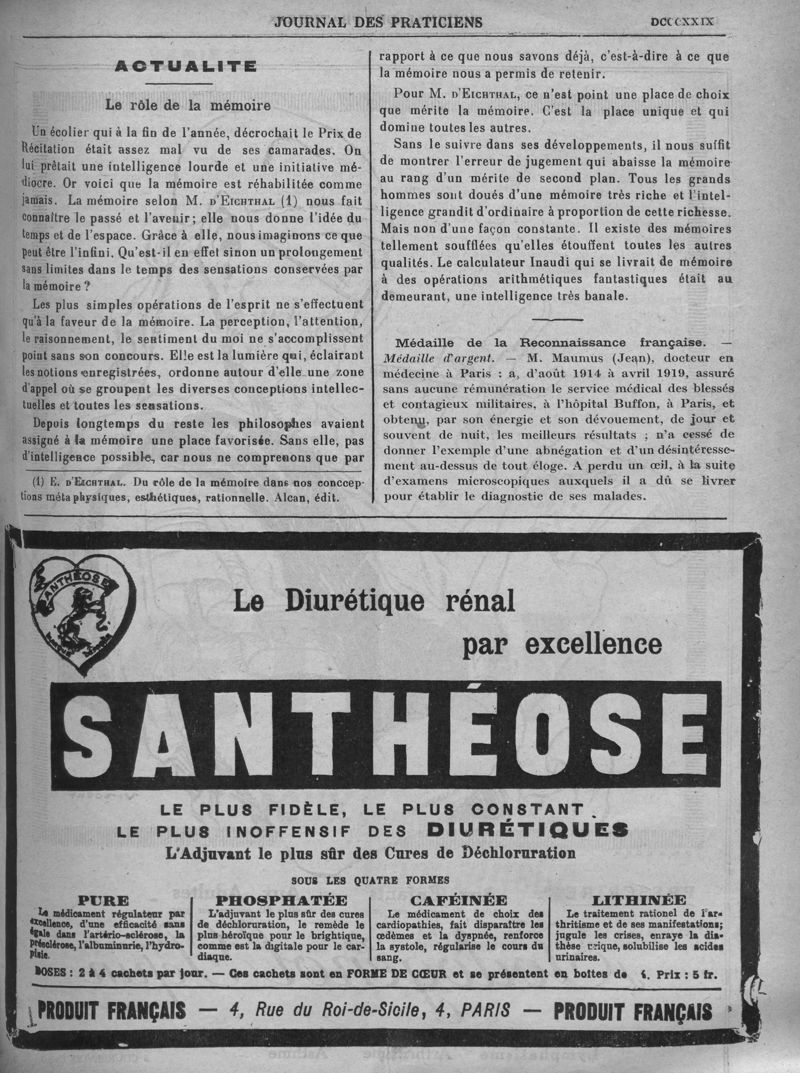 JOURNAL DES PRATICIENS
DCCCXXIX
ACTUALITE
Le rôle de la mémoire
Un écolier qui à la fin de l'année, décrochait le Prix de
Récitation était assez mal vu de ses camarades. On
lui prêtait une intelligence lourde et une initiative mé-
diocre. Or voici que la mémoire est réhabilitée comme
jamais. La mémoire selon M. D'EICHTHAL (1) nous fait
connaître le passé et l'avenir; elle nous donne l'idée du
temps et de l'espace. Grâce à elle, nous imaginons ce que
peut être l'infini. Qu'est-il en effet sinon un prolongement
sans limites dans le temps des sensations conservées par
la mémoire ?
Les plus simples opérations de l'esprit ne s'effectuent
qu'à la faveur de la mémoire. La perception, l'attention,
le raisonnement, le sentiment du moi ne s'accomplissent
point sans son concours. Elle est la lumière qui, éclairant
les notions enregistrées, ordonne autour d'elle une zone
d'appel où se groupent les diverses conceptions intellec-
tuelles et toutes les sensations.
Depuis longtemps du reste les philosophes avaient
assigné à la mémoire une place favorisée. Sans elle, pas
d'intelligence possible, car nous ne comprenons que par
(1) E. D'EICHTHAL. Du rôle de la mémoire dans nos concep-
tions métaphysiques, esthétiques, rationnelle. Alcan, édit.
rapport à ce que nous savons déjà, c'est-à-dire à ce que
la mémoire nous a permis de retenir.
Pour M. D'EICHTHAL, ce n'est point une place de choix
que mérite la mémoire. C'est la place unique et qui
domine toutes les autres.
Sans le suivre dans ses développements, il nous suffit
de montrer l'erreur de jugement qui abaisse la mémoire
au rang d'un mérite de second plan. Tous les grands
hommes sont doués d'une mémoire très riche et l'intel-
ligence grandit d'ordinaire à proportion de cette richesse.
Mais non d'une façon constante. Il existe des mémoires
tellement soufflées qu'elles étouffent toutes les autres
qualités. Le calculateur Inaudi qui se livrait de mémoire
à des opérations arithmétiques fantastiques était au
demeurant, une intelligence très banale.
Médaille de la Reconnaissance française. —
Médaille d'argent. — M. Maumus (Jean), docteur en
médecine à Paris : a, d'août 1914 à avril 1919, assuré
sans aucune rémunération le service médical des blessés
et contagieux militaires, à l'hôpital Buffon, à Paris, et
obtenu, par son énergie et son dévouement, de jour et
souvent de nuit, les meilleurs résultats ; n'a cessé de
donner l'exemple d'une abnégation et d'un désintéresse-
ment au-dessus de tout éloge. A perdu un œil, à la suite
d'examens microscopiques auxquels il a dû se livrer
pour établir le diagnostic de ses malades.
SANTHÉOSE
Le Diurétique rénal
par excellence
SANTHÉOSE
LE PLUS FIDÈLE, LE PLUS CONSTANT
LE PLUS INOFFENSIF DES DIURÉTIQUES
L'Adjuvant le plus sûr des Cures de Déchloruration
SOUS LES QUATRE FORMES
PURE
Le médicament régulateur par
excellence, d'une efficacité sans
égale dans l'artério-sclérose, la
présclérose, l'albuminurie, l'hydro-
pisie.
PHOSPHATÉE
L'adjuvant le plus sûr des cures
de déchloruration, le remède le
plus héroïque pour le brightique,
comme est la digitale pour le car-
diaque.
CAFÉINÉE
Le médicament de choix des
cardiopathies, fait disparaître les
œdèmes et la dyspnée, renforce
la systole, régularise le cours du
sang.
LITHINÉE
Le traitement rationel de l'ar-
thritisme et de ses manifestations;
jugule les crises, enraye la dia-
thèse urique, solubilise les acides
urinaires.
DOSES : 2 à 4 cachets par jour. — Ces cachets sont en FORME DE CŒUR et se présentent en boîtes de . Prix : 5 fr.
PRODUIT FRANÇAIS — 4, Rue du Roi-de-Sicile, 4, PARIS — PRODUIT FRANÇAIS